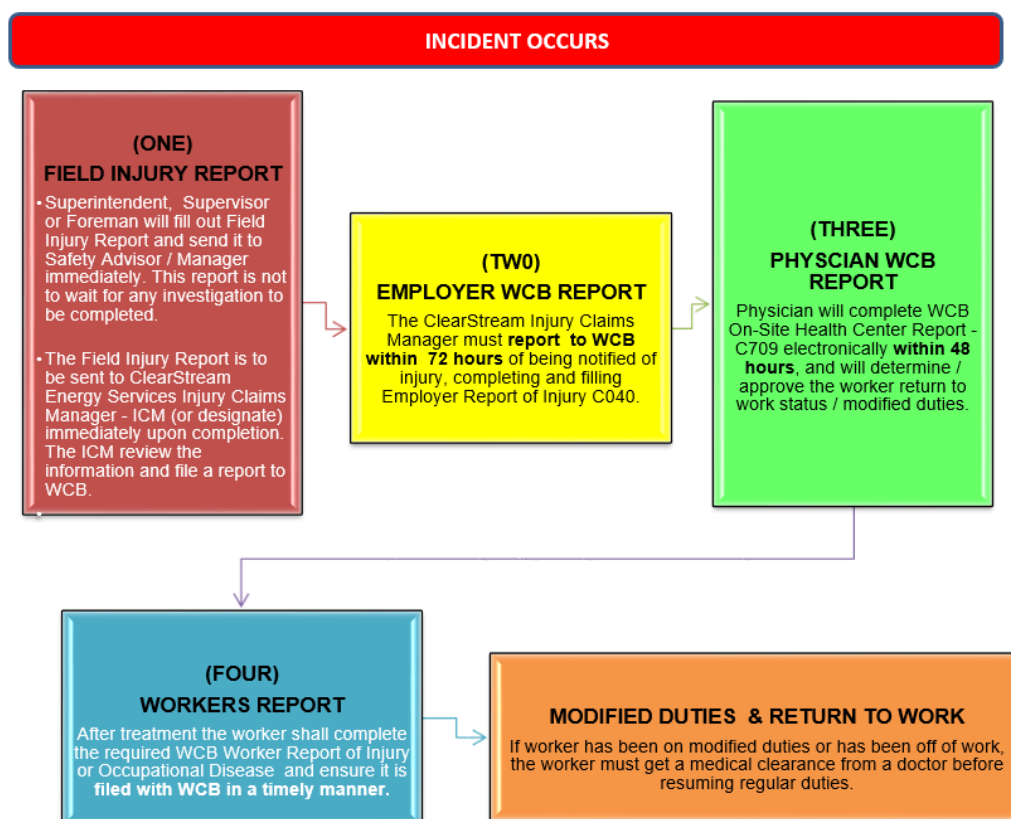 INCIDENT OCCURS
(ONE)
FIELD INJURY REPORT
• Superintendent, Supervisor
or Foreman will fill out Field
Injury Report and send it to
Safety Advisor / Manager
immediately. This report is not
to wait for any investigation to
be completed.
• The Field Injury Report is to
be sent to ClearStream
Energy Services Injury Claims
Manager - ICM (or designate)
immediately upon completion.
The ICM review the
information and file a report to
WCB.
(TW0)
EMPLOYER WCB REPORT
The ClearStream Injury Claims
Manager must report to WCB
within 72 hours of being notified of
injury, completing and filling
Employer Report of Injury C040.
(THREE)
PHYSCIAN WCB
REPORT
Physician will complete WCB
On-Site Health Center Report -
C709 electronically within 48
hours, and will determine /
approve the worker return to
work status / modified duties.
(FOUR)
WORKERS REPORT
After treatment the worker shall complete
the required WCB Worker Report of Injury
or Occupational Disease and ensure it is
filed with WCB in a timely manner.
MODIFIED DUTIES & RETURN TO WORK
If worker has been on modified duties or has been off of work,
the worker must get a medical clearance from a doctor before
resuming regular duties.